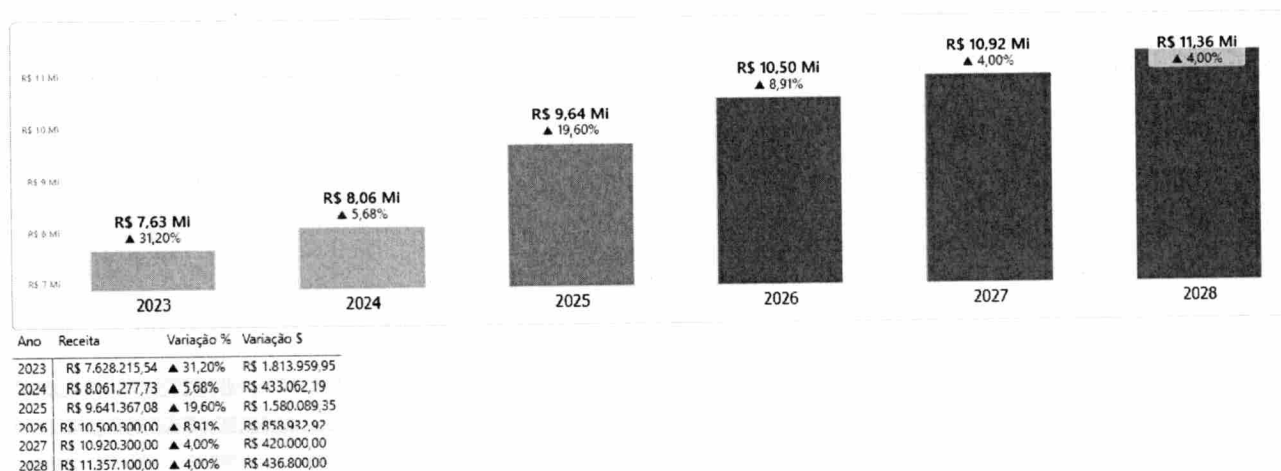 R$ 11 Mi
R$ 10 Mi
R$ 9 Mi
R$ 8 Mi
R$ 7 Mi
R$ 7,63 Mi
▲ 31,20%
R$ 8,06 Mi
▲ 5,68%
R$ 9,64 Mi
▲ 19,60%
R$ 10,50 Mi
▲ 8,91%
R$ 10,92 Mi
▲ 4,00%
R$ 11,36 Mi
▲ 4,00%
2023 2024 2025 2026 2027 2028
Ano Receita Variação % Variação $
2023 R$ 7.628.215,54 ▲ 31,20% R$ 1.813.959,95
2024 R$ 8.061.277,73 ▲ 5,68% R$ 433.062,19
2025 R$ 9.641.367,08 ▲ 19,60% R$ 1.580.089,35
2026 R$ 10.500.300,00 ▲ 8,91% R$ 858.932,92
2027 R$ 10.920.300,00 ▲ 4,00% R$ 420.000,00
2028 R$ 11.357.100,00 ▲ 4,00% R$ 436.800,00